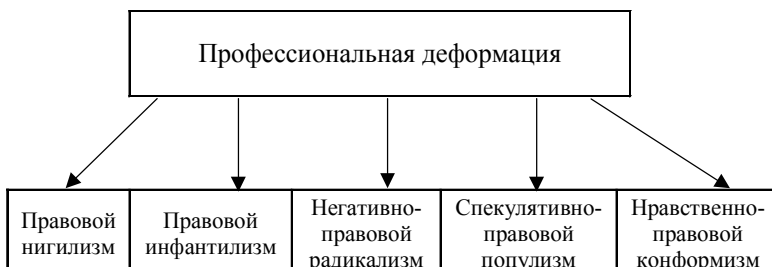 Профессиональная деформация
Правовой
нигилизм
Правовой
инфантилизм
Негативно-
правовой
радикализм
Спекулятивно-
правовой
популизм
Нравственно-
правовой
конформизм